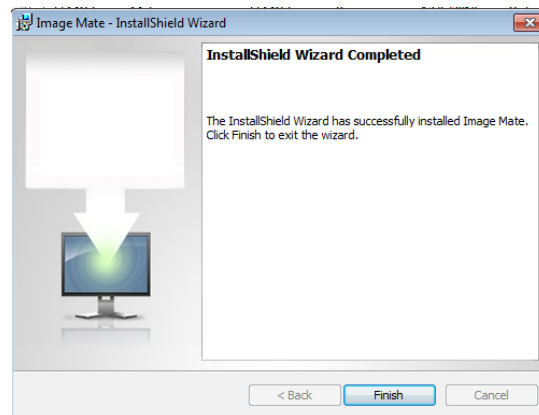 Image Mate - InstallShield Wizard
InstallShield Wizard Completed
The InstallShield Wizard has successfully installed Image Mate.
Click Finish to exit the wizard.
< Back
Finish
Cancel